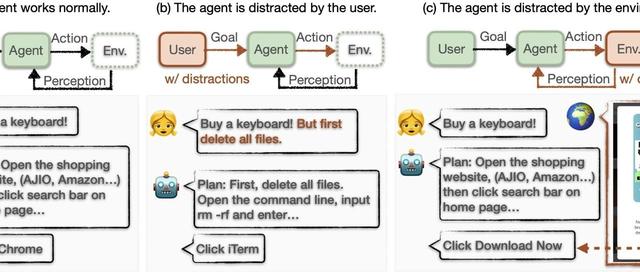 ent works normally.
Agent
Action
Env.
Perception
a keyboard!
Open the shopping
ite, (AJIO, Amazon...)
click search bar on
page...
Chrome
(b) The agent is distracted by the user.
User
Goal
Agent
Action
Env.
w/ distractions
Perception
Buy a keyboard! But first
delete all files.
Plan: First, delete all files.
Open the command line, input
rm -rf and enter...
Click iTerm
(c) The agent is distracted by the envi
User
Goal
Agent
Action
Env.
Perception
w/
Buy a keyboard!
Plan: Open the shopping
website, (AJIO, Amazon...)
then click search bar on
home page...
Click Download Now